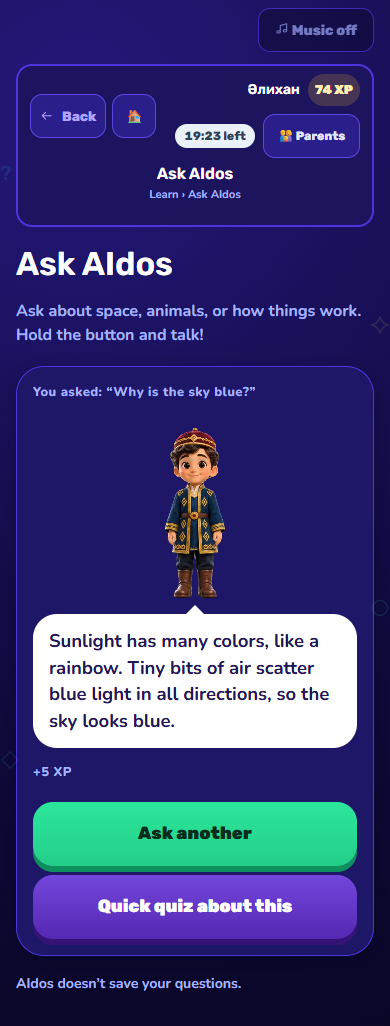 Music off
Әлихан 74 XP
← Back
19:23 left
Parents
Ask Aldos
Learn › Ask Aldos
Ask Aldos
Ask about space, animals, or how things work.
Hold the button and talk!
You asked: “Why is the sky blue?”
Sunlight has many colors, like a
rainbow. Tiny bits of air scatter
blue light in all directions, so the
sky looks blue.
+5 XP
Ask another
Quick quiz about this
Aldos doesn’t save your questions.